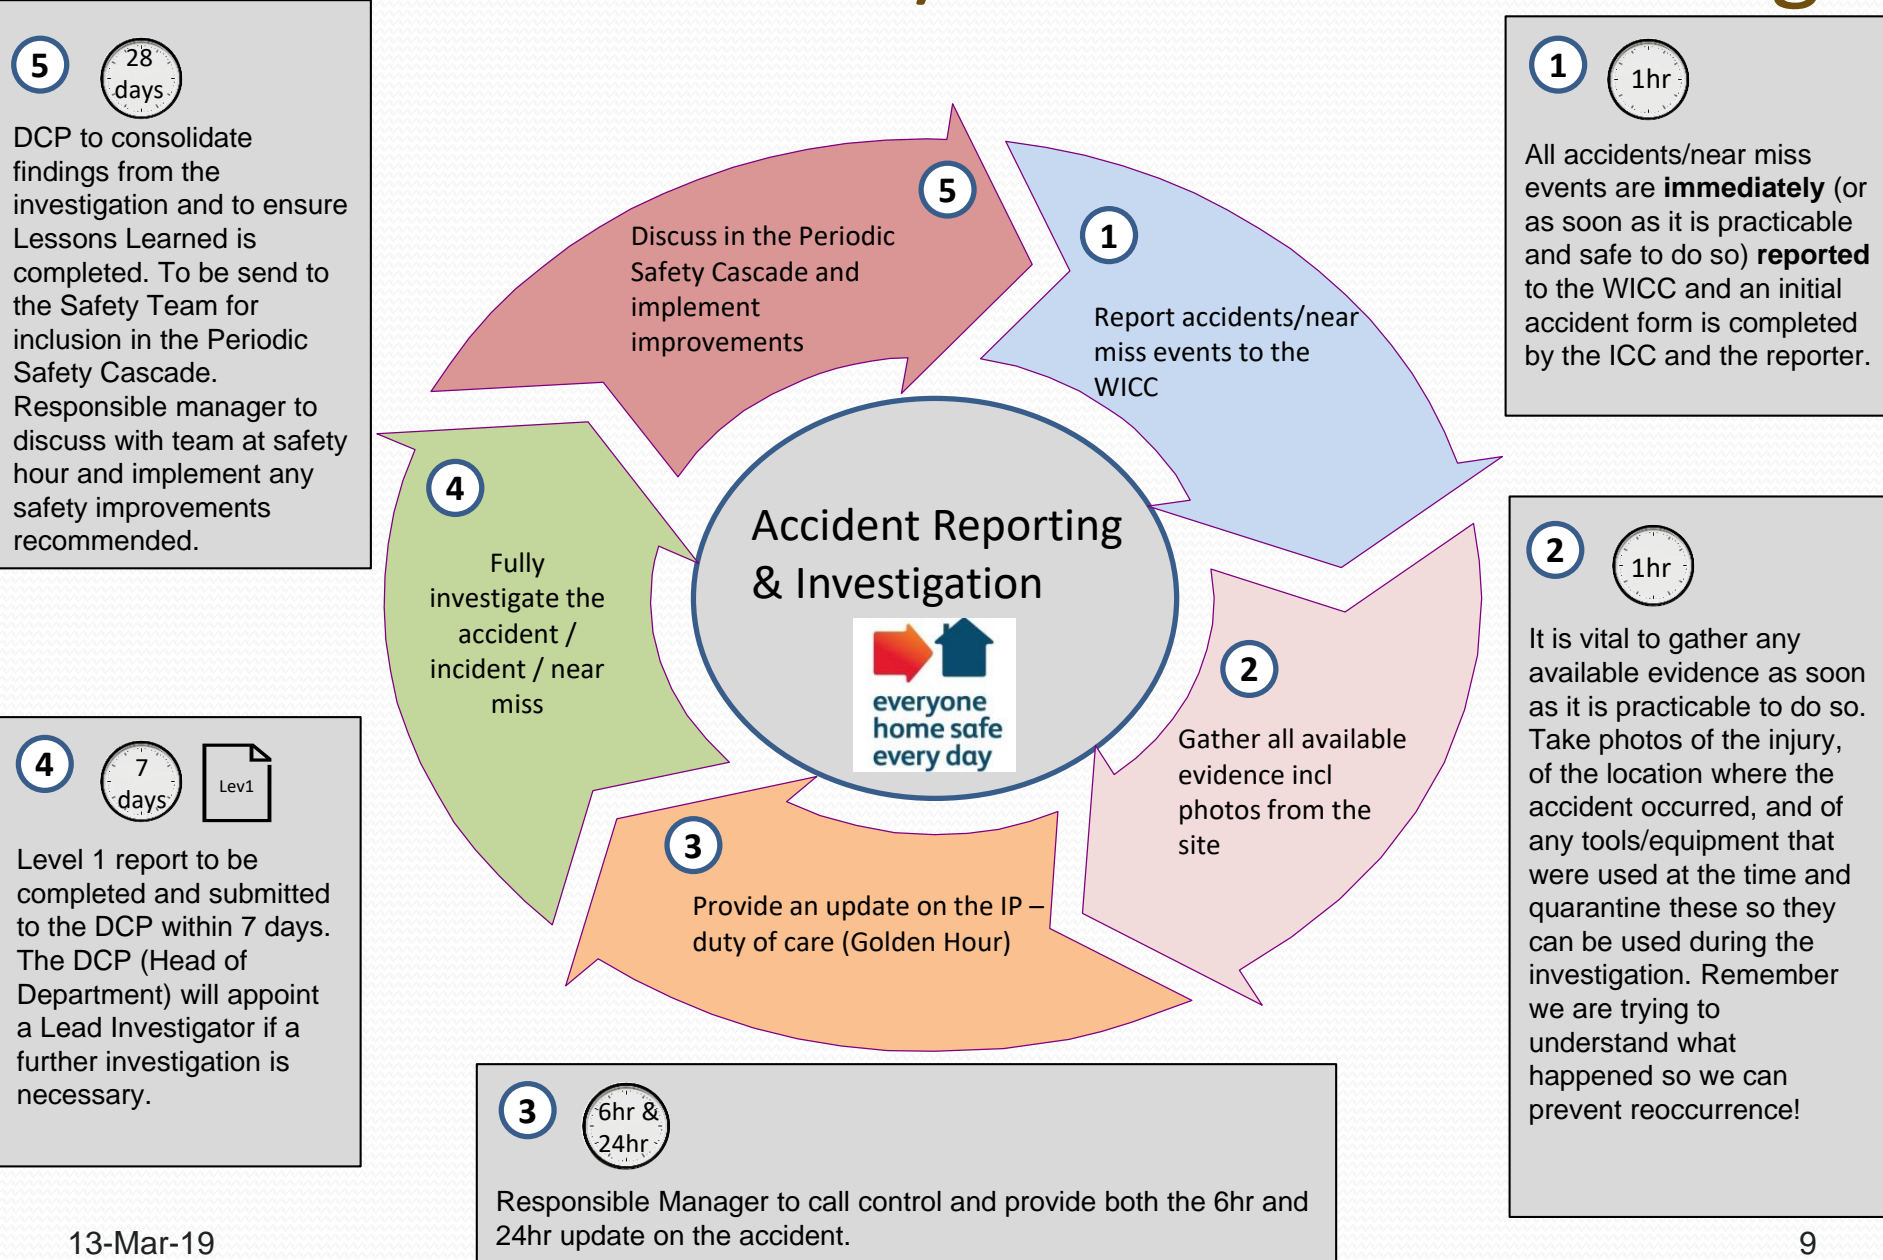 5
28
days
DCP to consolidate
findings from the
investigation and to ensure
Lessons Learned is
completed. To be send to
the Safety Team for
inclusion in the Periodic
Safety Cascade.
Responsible manager to
discuss with team at safety
hour and implement any
safety improvements
recommended.
4
7
days
Lev1
Level 1 report to be
completed and submitted
to the DCP within 7 days.
The DCP (Head of
Department) will appoint
a Lead Investigator if a
further investigation is
necessary.
5
Discuss in the Periodic
Safety Cascade and
implement
improvements
1
Report accidents/near
miss events to the
WICC
4
Fully
investigate the
accident /
incident / near
miss
Accident Reporting
& Investigation
everyone
home safe
every day
2
Gather all available
evidence incl
photos from the
site
3
Provide an update on the IP –
duty of care (Golden Hour)
1
1hr
All accidents/near miss
events are immediately (or
as soon as it is practicable
and safe to do so) reported
to the WICC and an initial
accident form is completed
by the ICC and the reporter.
2
1hr
It is vital to gather any
available evidence as soon
as it is practicable to do so.
Take photos of the injury,
of the location where the
accident occurred, and of
any tools/equipment that
were used at the time and
quarantine these so they
can be used during the
investigation. Remember
we are trying to
understand what
happened so we can
prevent reoccurrence!
3
6hr &
24hr
Responsible Manager to call control and provide both the 6hr and
24hr update on the accident.
13-Mar-19
9